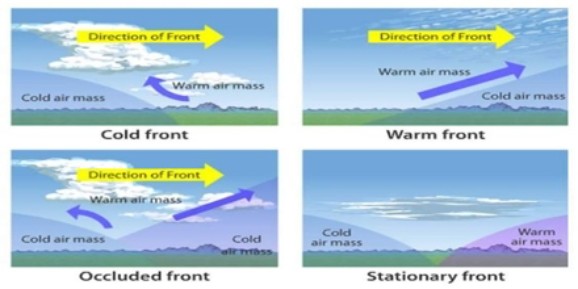 Direction of Front
Warm air mass
Cold air mass
Cold front
Direction of Front
Warm air mass
Cold air mass
Warm front
Direction of Front
Warm air mass
Cold air mass
Cold
air mass
Occluded front
Cold
air mass
Warm
air mass
Stationary front